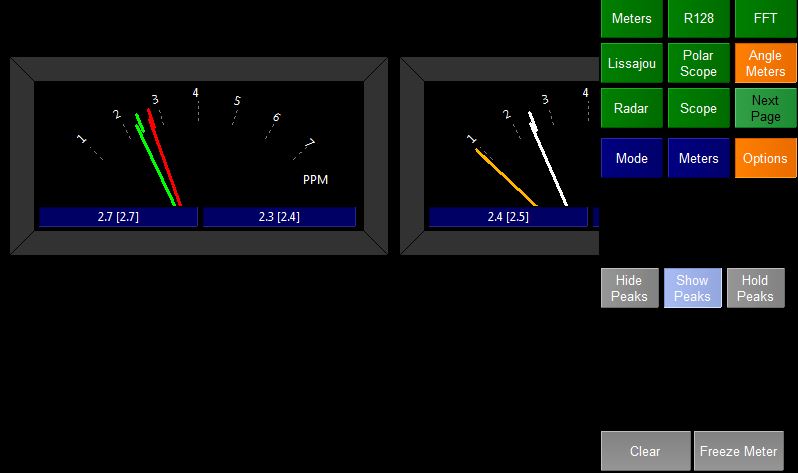 Meters
R128
FFT
Lissajou
Polar
Scope
Angle
Meters
Radar
Scope
Next
Page
Mode
Meters
Options
1
2
3
4
5
6
7
PPM
2.7 [2.7]
2.3 [2.4]
1
2
3
4
2.4 [2.5]
Hide
Peaks
Show
Peaks
Hold
Peaks
Clear
Freeze Meter